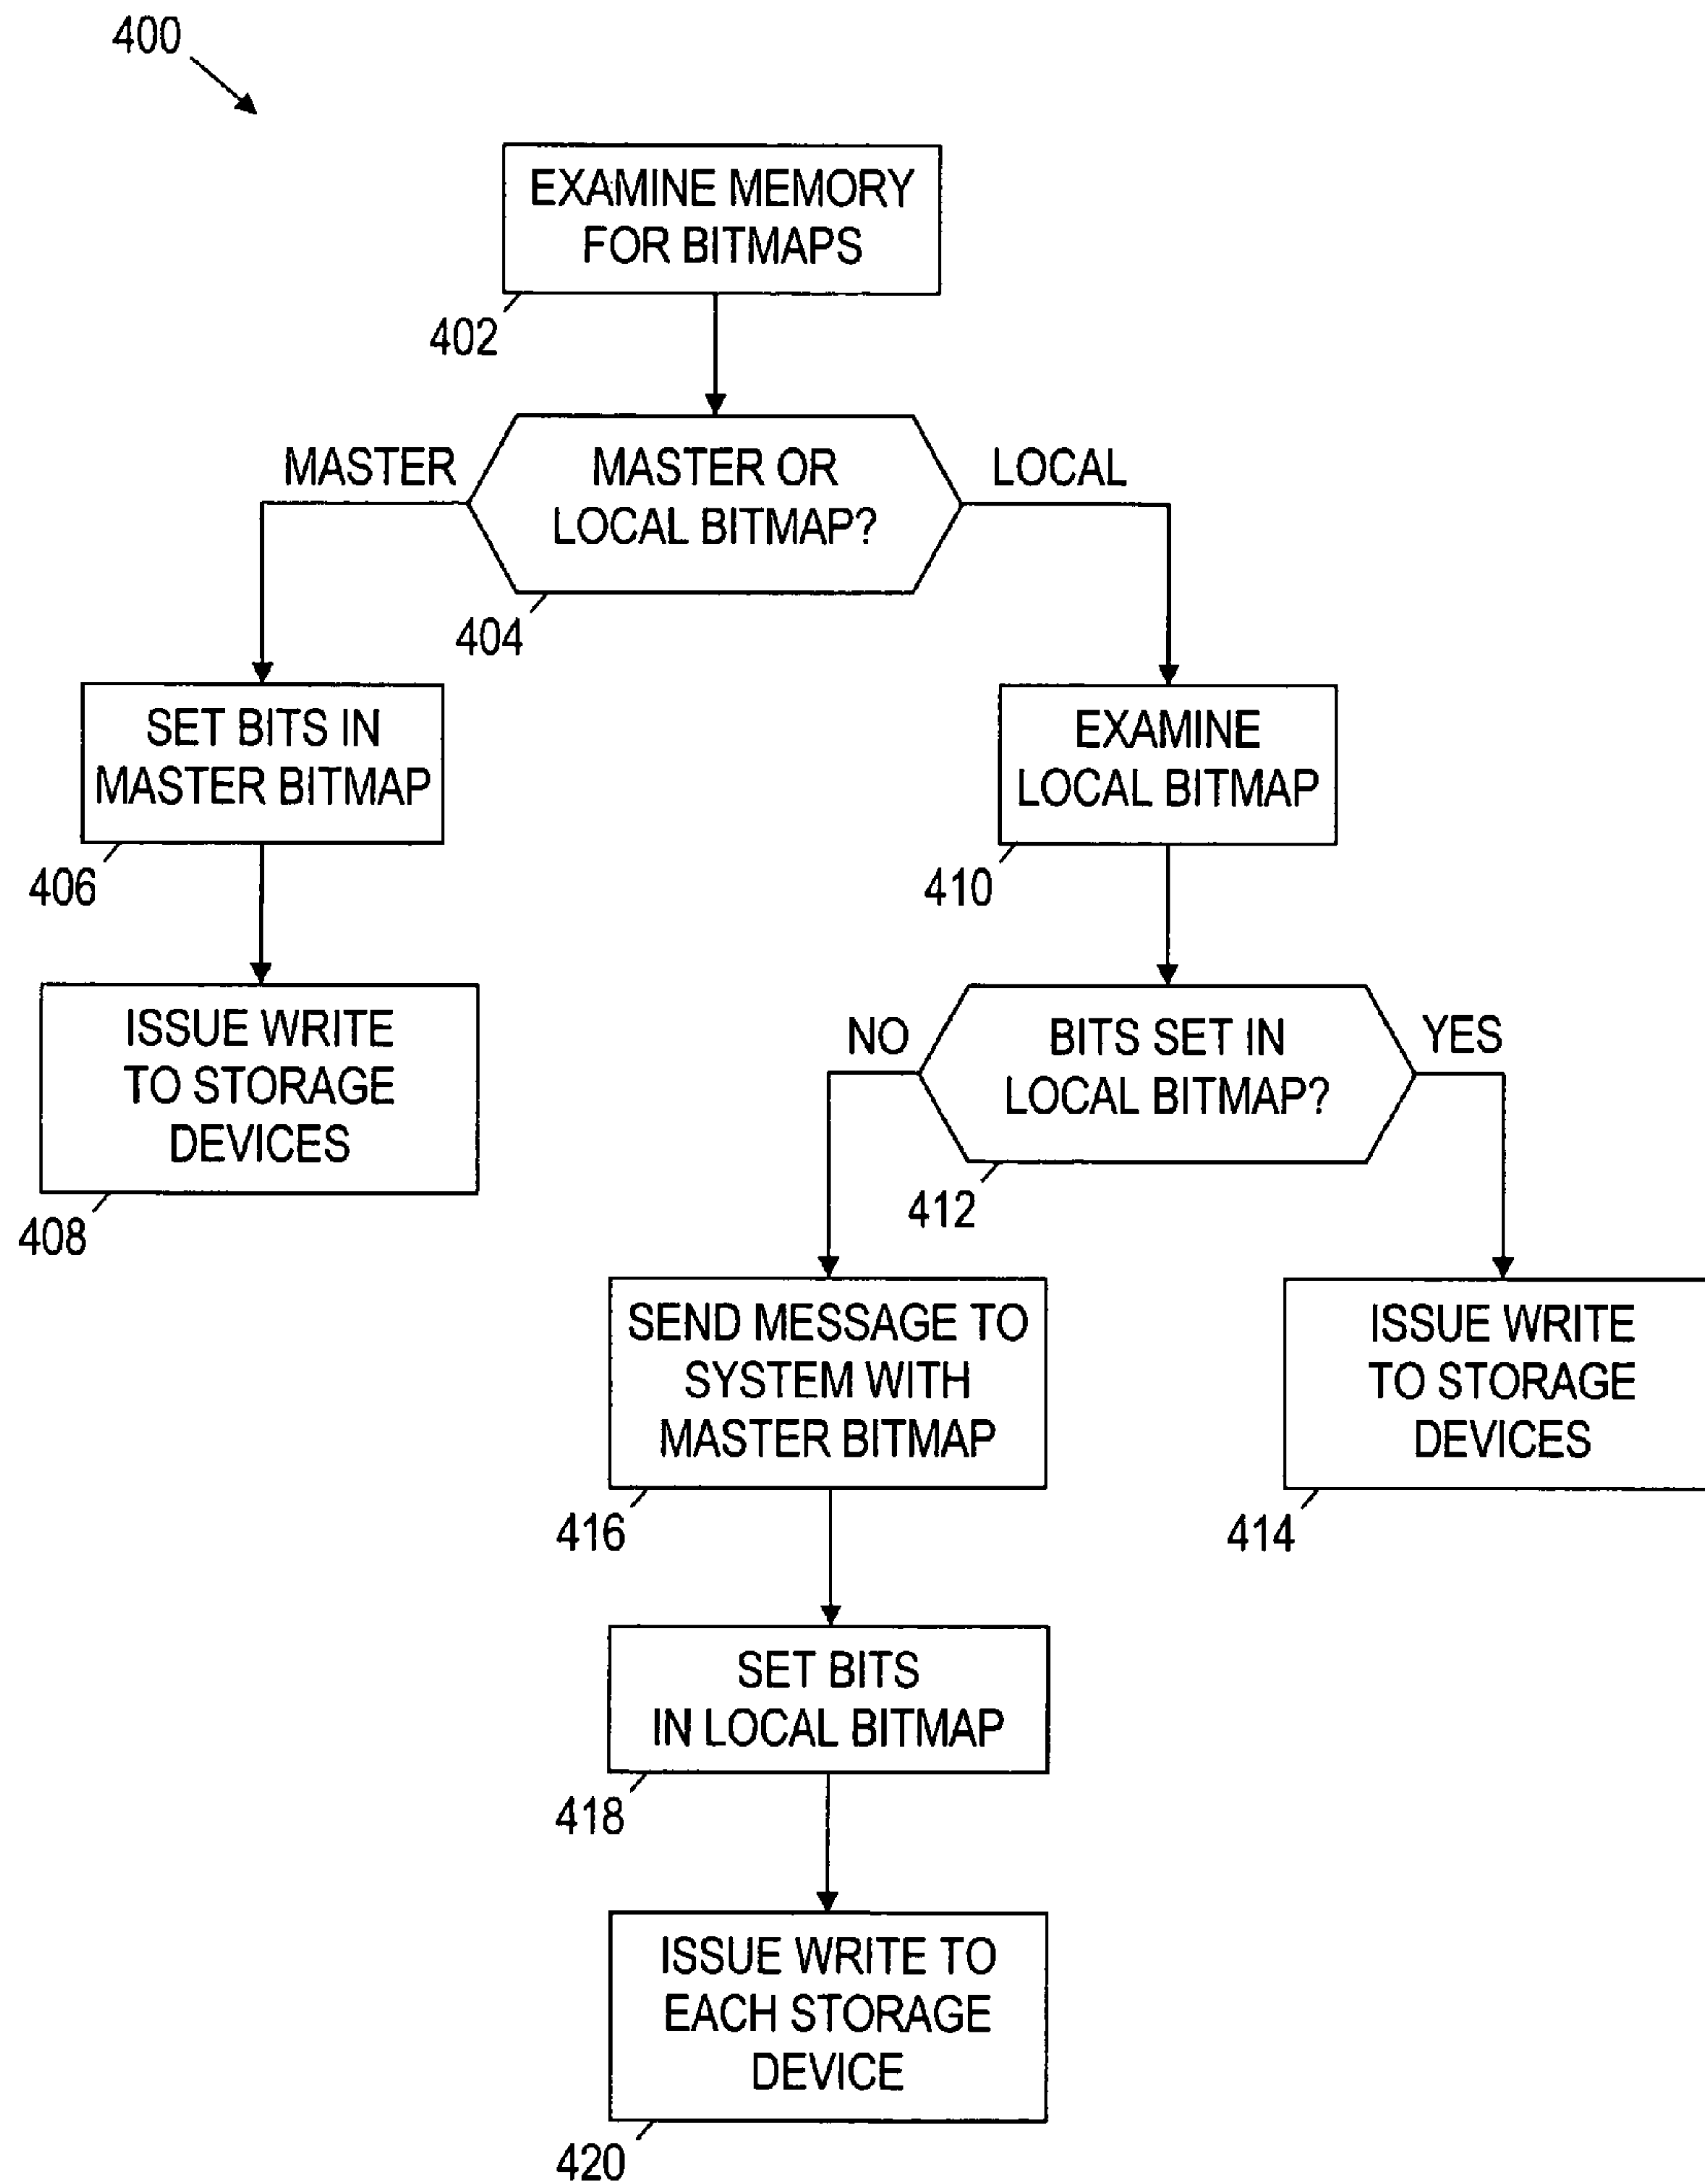 400
EXAMINE MEMORY
FOR BITMAPS
402
MASTER
MASTER OR
LOCAL BITMAP?
LOCAL
404
SET BITS IN
MASTER BITMAP
406
EXAMINE
LOCAL BITMAP
410
ISSUE WRITE
TO STORAGE
DEVICES
408
NO
BITS SET IN
LOCAL BITMAP?
YES
412
SEND MESSAGE TO
SYSTEM WITH
MASTER BITMAP
416
ISSUE WRITE
TO STORAGE
DEVICES
414
SET BITS
IN LOCAL BITMAP
418
ISSUE WRITE TO
EACH STORAGE
DEVICE
420